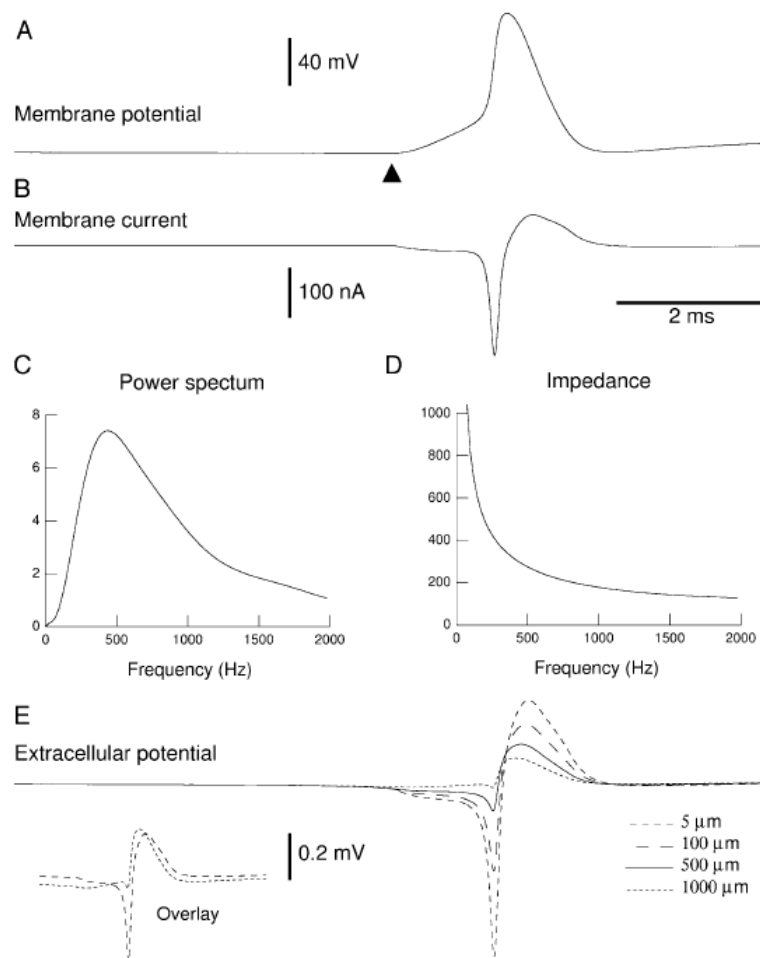 A
40 mV
Membrane potential
B
Membrane current
100 nA
2 ms
C
Power spectum
8
6
4
2
0
0 500 1000 1500 2000
Frequency (Hz)
D
Impedance
1000
800
600
400
200
0
0 500 1000 1500 2000
Frequency (Hz)
E
Extracellular potential
0.2 mV
Overlay
5 μm
100 μm
500 μm
1000 μm